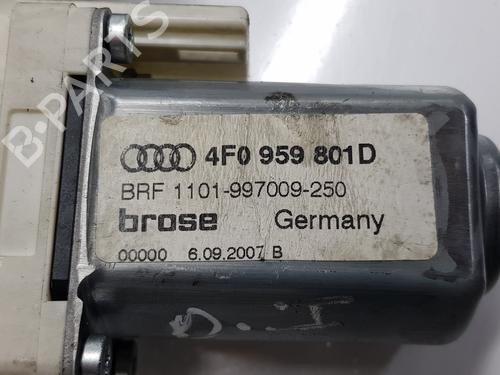 4F0 959 801D
BRF 1101-997009-250
brose Germany
00000 6.09.2007 B
B-PARTS